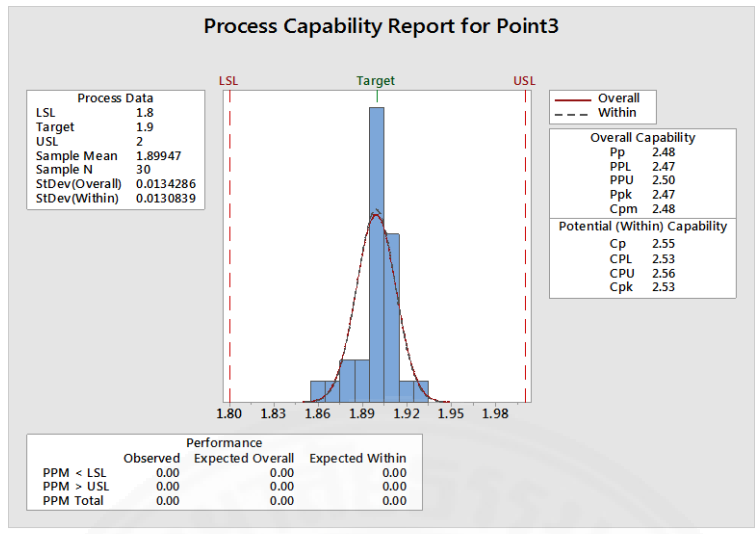 Process Capability Report for Point3
LSL Target USL
Process Data
LSL 1.8
Target 1.9
USL 2
Sample Mean 1.89947
Sample N 30
StDev(Overall) 0.0134286
StDev(Within) 0.0130839
Overall
Within
Overall Capability
Pp 2.48
PPL 2.47
PPU 2.50
Ppk 2.47
Cpm 2.48
Potential (Within) Capability
Cp 2.55
CPL 2.53
CPU 2.56
Cpk 2.53
1.80 1.83 1.86 1.89 1.92 1.95 1.98
Performance
Observed Expected Overall Expected Within
PPM < LSL 0.00 0.00 0.00
PPM > USL 0.00 0.00 0.00
PPM Total 0.00 0.00 0.00